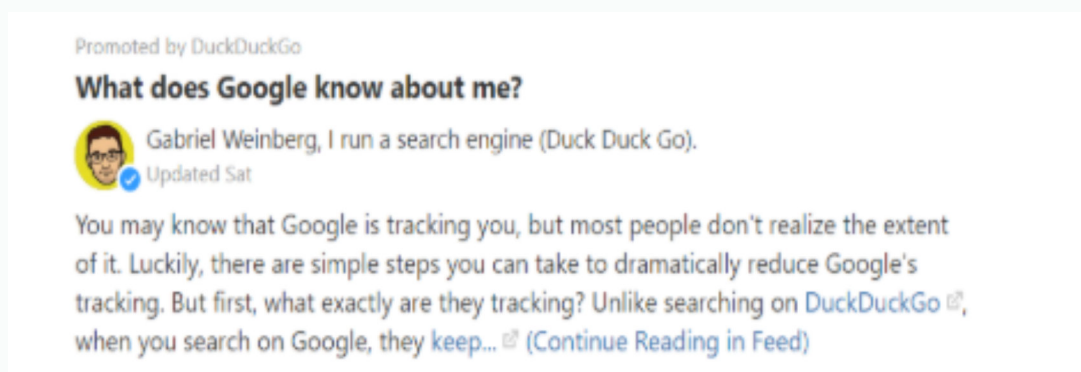 Promoted by DuckDuckGo
What does Google know about me?
Gabriel Weinberg, I run a search engine (Duck Duck Go).
Updated Sat
You may know that Google is tracking you, but most people don't realize the extent
of it. Luckily, there are simple steps you can take to dramatically reduce Google's
tracking. But first, what exactly are they tracking? Unlike searching on DuckDuckGo,
when you search on Google, they keep... (Continue Reading in Feed)